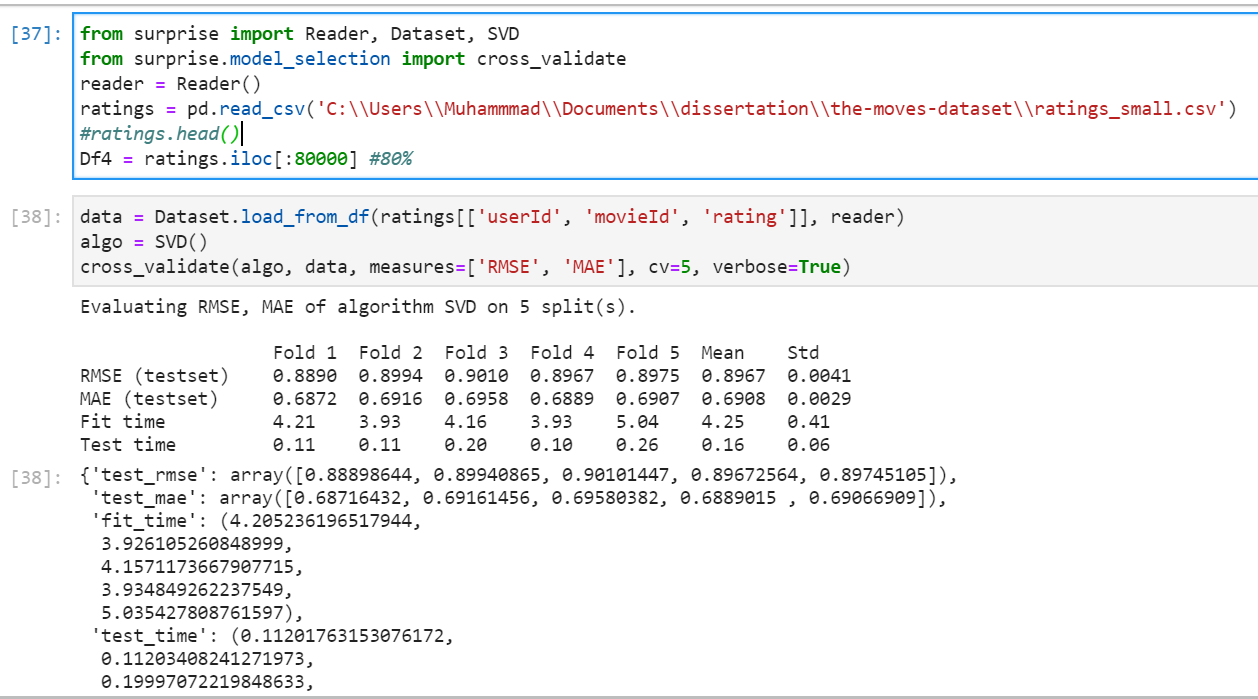 [37]: from surprise import Reader, Dataset, SVD
from surprise.model_selection import cross_validate
reader = Reader()
ratings = pd.read_csv('C:\\Users\\Muhammmad\\Documents\\dissertation\\the-moves-dataset\\ratings_small.csv')
#ratings.head()
Df4 = ratings.iloc[:80000] #80%
[38]: data = Dataset.load_from_df(ratings[['userId', 'movieId', 'rating']], reader)
algo = SVD()
cross_validate(algo, data, measures=['RMSE', 'MAE'], cv=5, verbose=True)
Evaluating RMSE, MAE of algorithm SVD on 5 split(s).
Fold 1 Fold 2 Fold 3 Fold 4 Fold 5 Mean Std
RMSE (testset) 0.8890 0.8994 0.9010 0.8967 0.8975 0.8967 0.0041
MAE (testset) 0.6872 0.6916 0.6958 0.6889 0.6907 0.6908 0.0029
Fit time 4.21 3.93 4.16 3.93 5.04 4.25 0.41
Test time 0.11 0.11 0.20 0.10 0.26 0.16 0.06
[38]: {'test_rmse': array([0.88898644, 0.89940865, 0.90101447, 0.89672564, 0.89745105]),
'test_mae': array([0.68716432, 0.69161456, 0.69580382, 0.6889015 , 0.69066909]),
'fit_time': (4.205236196517944,
3.926105260848999,
4.1571173667907715,
3.934849262237549,
5.035427808761597),
'test_time': (0.11201763153076172,
0.11203408241271973,
0.19997072219848633,